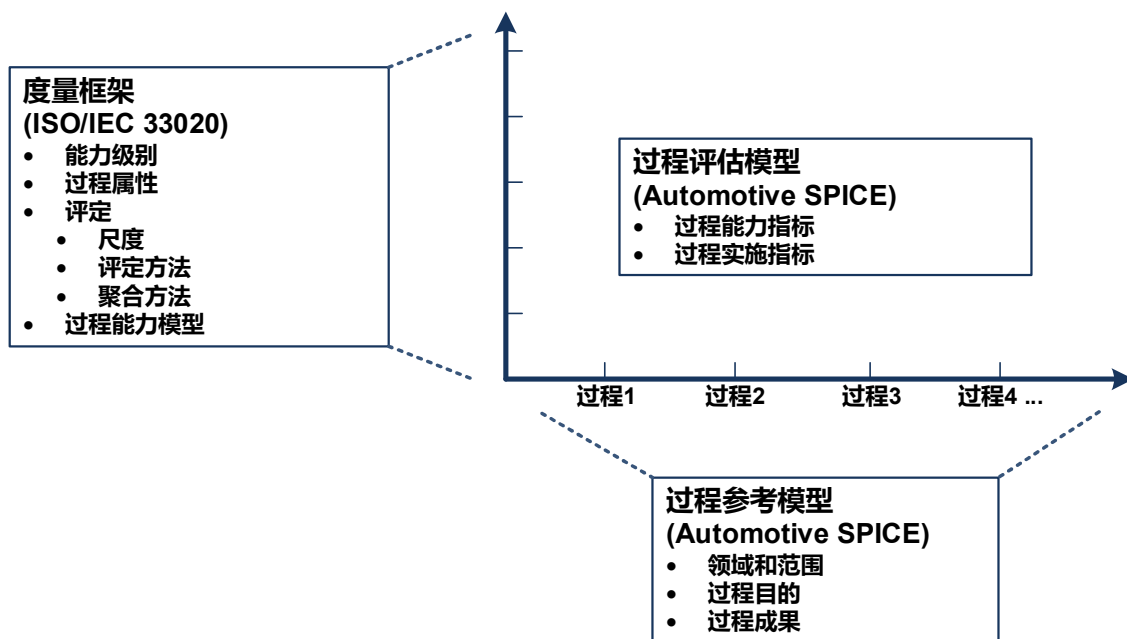 度量框架
(ISO/IEC 33020)
• 能力级别
• 过程属性
• 评定
• 尺度
• 评定方法
• 聚合方法
• 过程能力模型
过程评估模型
(Automotive SPICE)
• 过程能力指标
• 过程实施指标
过程1 过程2 过程3 过程4 ...
过程参考模型
(Automotive SPICE)
• 领域和范围
• 过程目的
• 过程成果